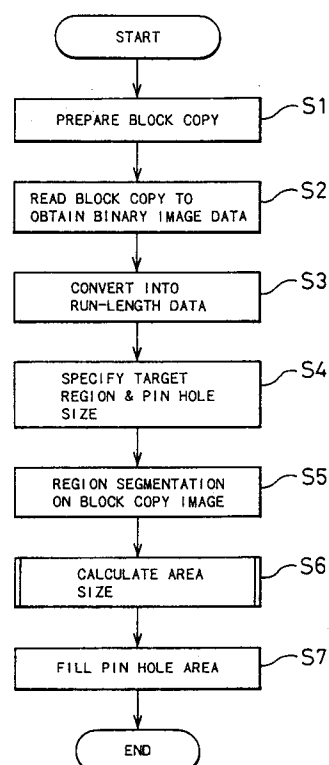 START
PREPARE BLOCK COPY
S1
READ BLOCK COPY TO
OBTAIN BINARY IMAGE DATA
S2
CONVERT INTO
RUN-LENGTH DATA
S3
SPECIFY TARGET
REGION & PIN HOLE
SIZE
S4
REGION SEGMENTATION
ON BLOCK COPY IMAGE
S5
CALCULATE AREA
SIZE
S6
FILL PIN HOLE AREA
S7
END